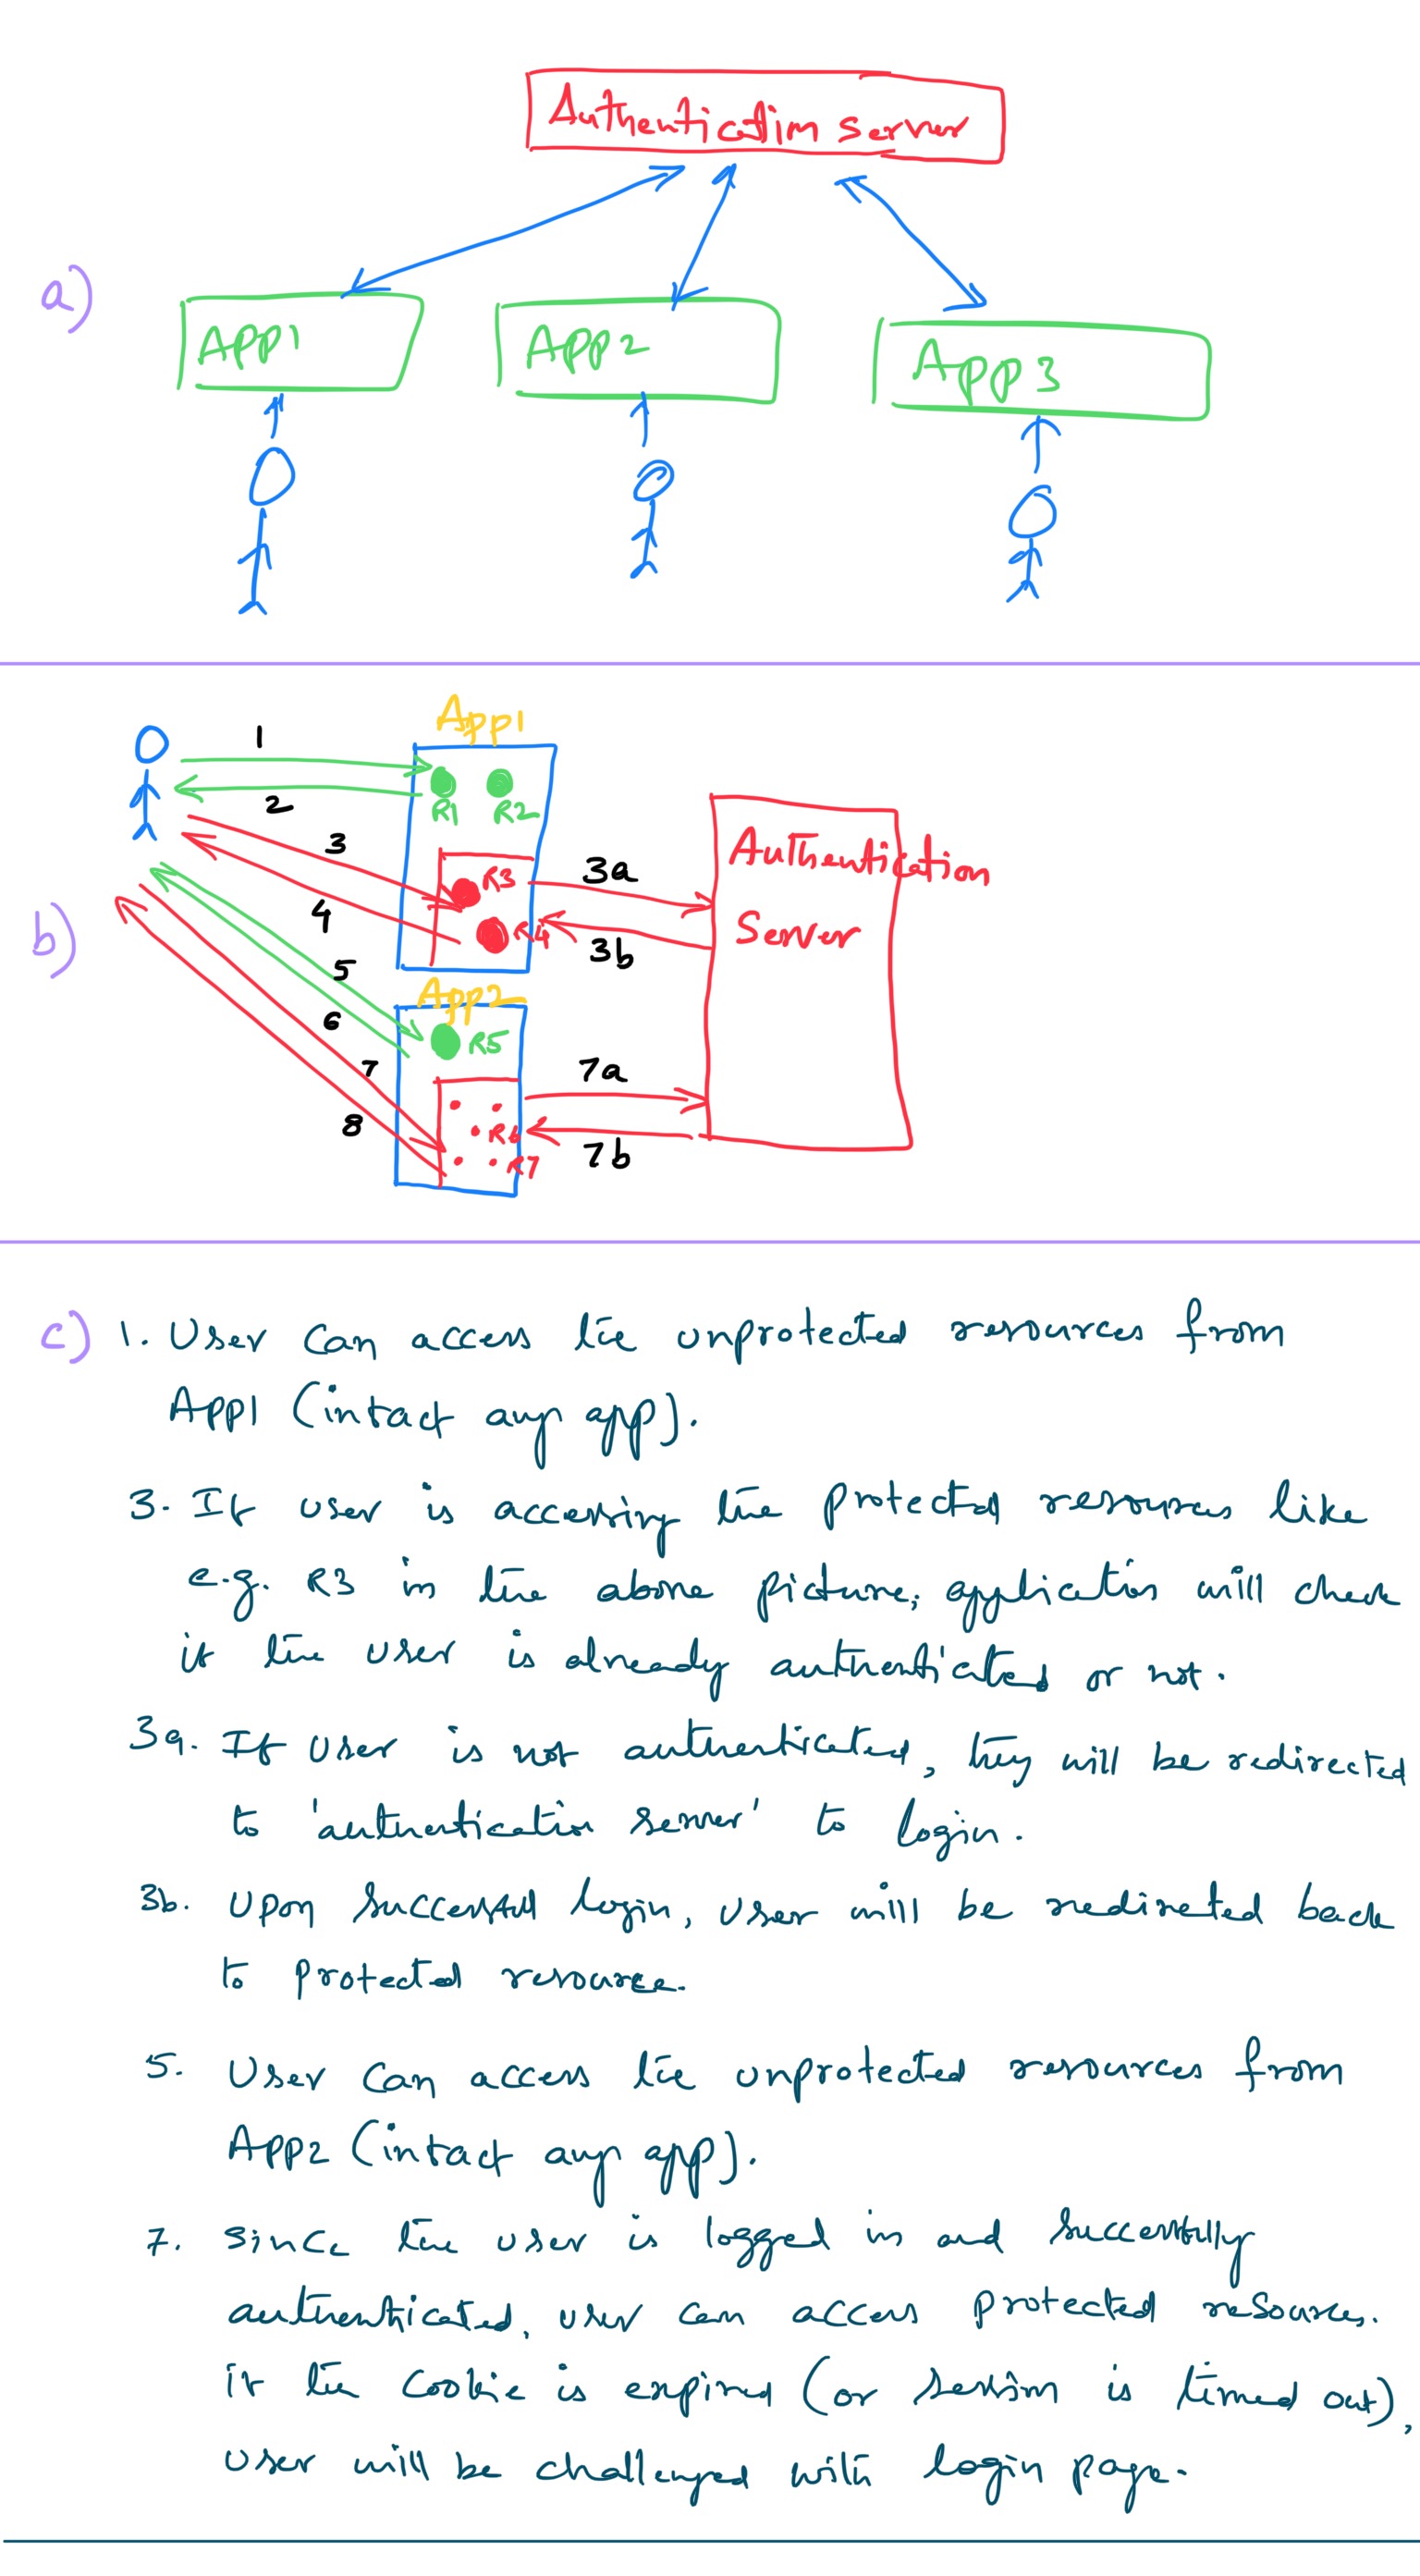 Authentication server
a)
App1
App2
App3
App1
1
2
R1 R2
3
3a
R3
4
R4
3b
Authentication
Server
b)
5
App2
6
R5
7
7a
8
R6
7b
R7
c) 1. User can access the unprotected resources from
App1 (intact any app).
3. If user is accessing the protected resources like
e.g. R3 in the above picture, application will check
if the user is already authenticated or not.
3a. If user is not authenticated, they will be redirected
to 'authentication server' to login.
3b. Upon successful login, user will be redirected back
to protected resource.
5. User can access the unprotected resources from
App2 (intact any app).
7. Since the user is logged in and successfully
authenticated, user can access protected resources.
if the cookie is expired (or session is timed out),
user will be challenged with login page.